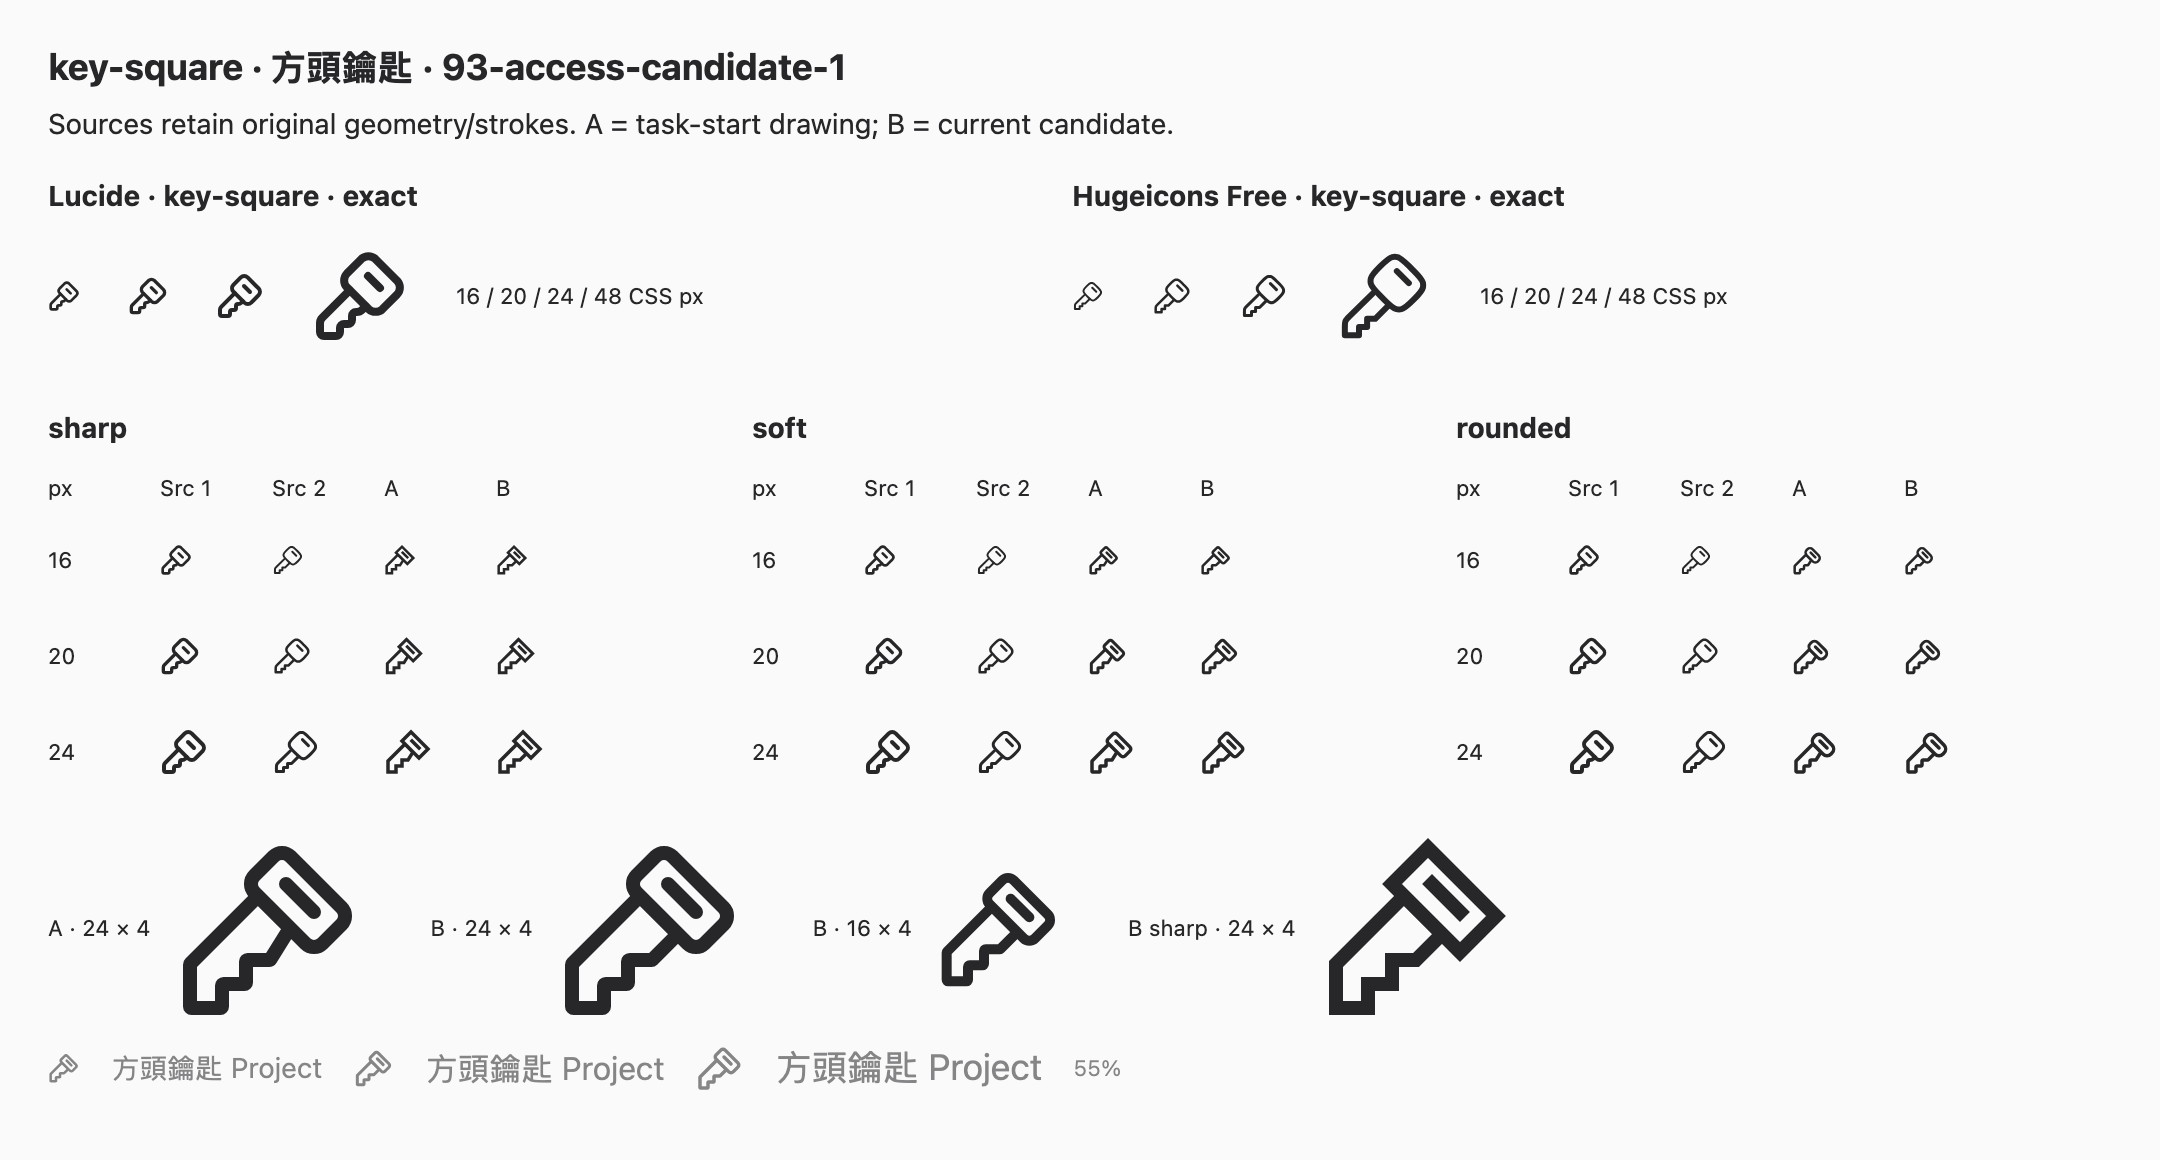 key-square · 方頭鑰匙 · 93-access-candidate-1
Sources retain original geometry/strokes. A = task-start drawing; B = current candidate.
Lucide · key-square · exact
Hugeicons Free · key-square · exact
16 / 20 / 24 / 48 CSS px
16 / 20 / 24 / 48 CSS px
sharp
soft
rounded
px Src 1 Src 2 A B
px Src 1 Src 2 A B
px Src 1 Src 2 A B
16
16
16
20
20
20
24
24
24
A · 24 × 4
B · 24 × 4
B · 16 × 4
B sharp · 24 × 4
方頭鑰匙 Project
方頭鑰匙 Project
方頭鑰匙 Project
55%